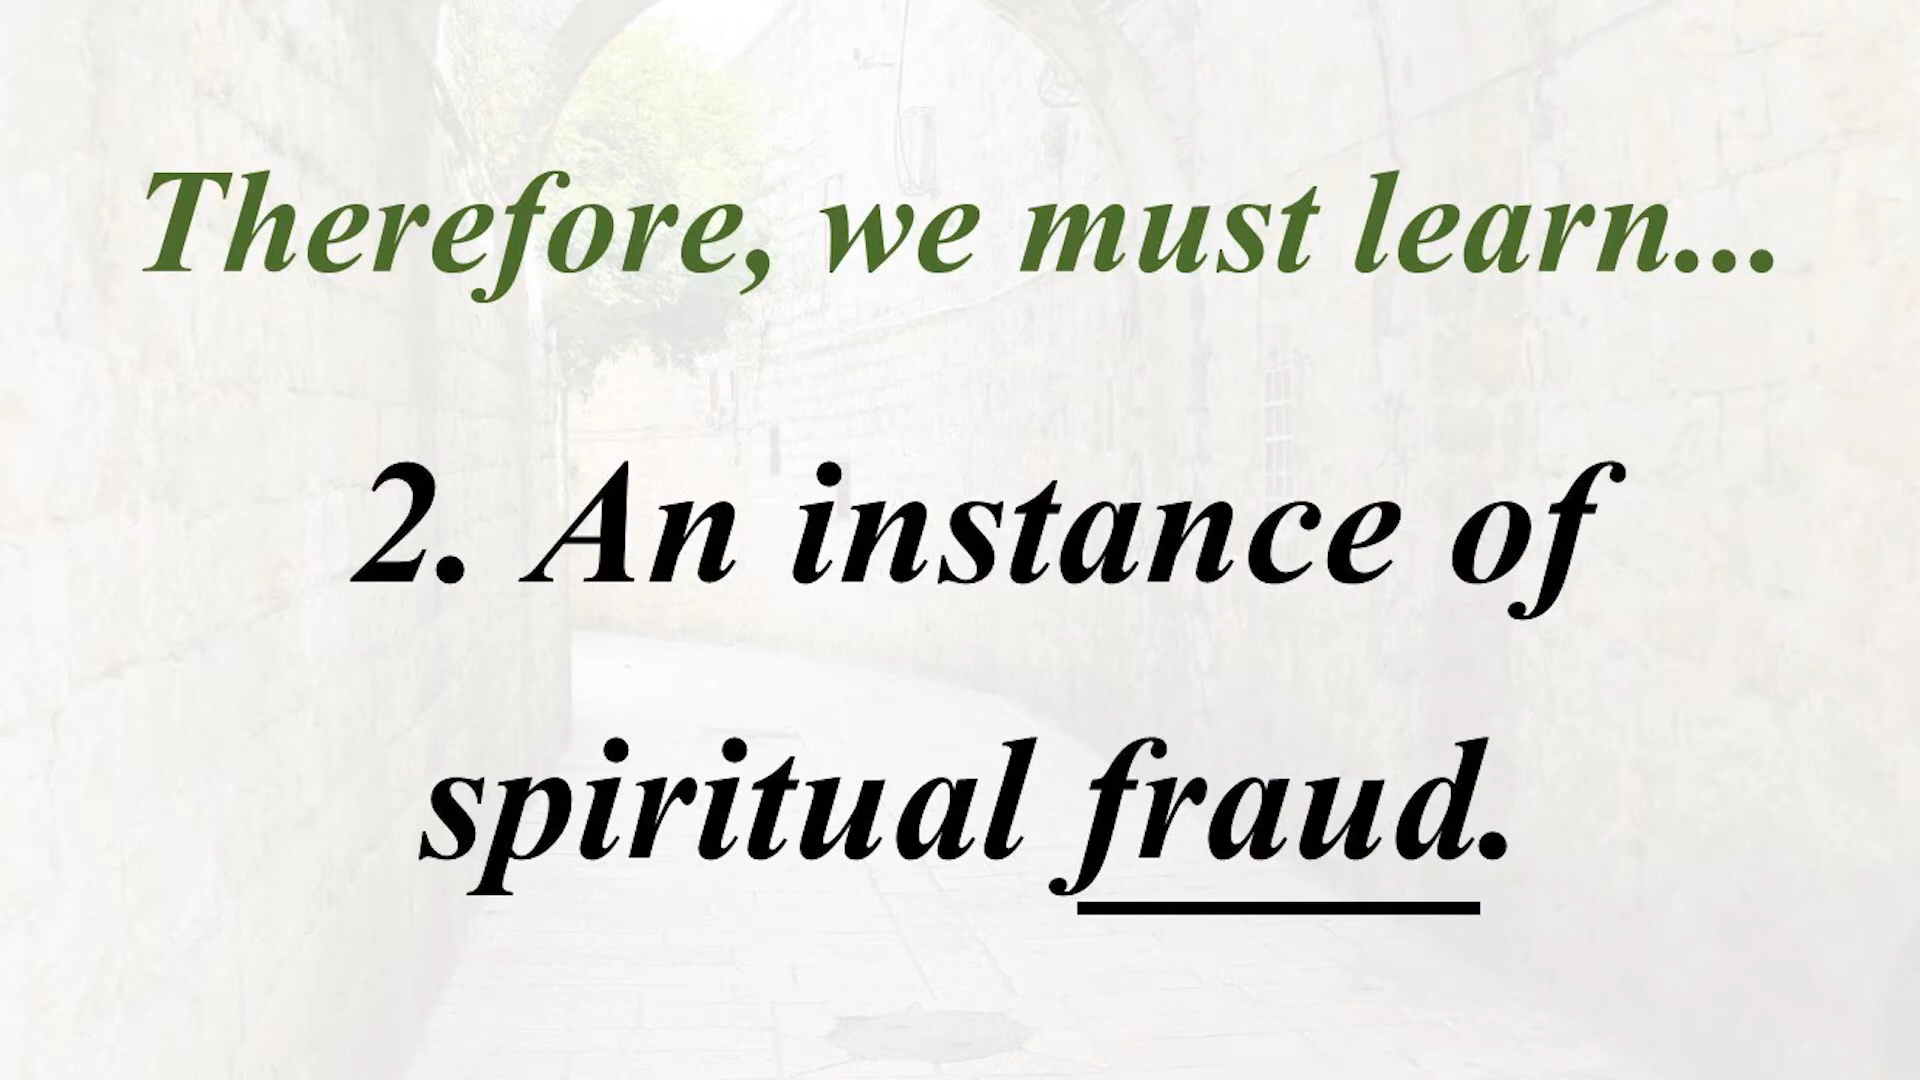 Therefore, we must learn...
2. An instance of
spiritual fraud.